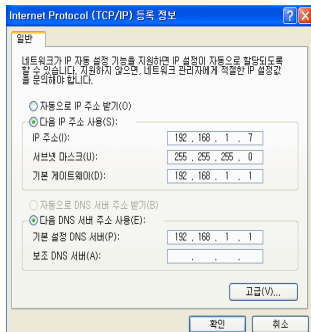 Internet Protocol (TCP/IP) 등록 정보
일반
네트워크가 IP 자동 설정 기능을 지원하면 IP 설정이 자동으로 할당되도록
할 수 있습니다. 지원하지 않으면, 네트워크 관리자에게 적절한 IP 설정값
을 문의해야 합니다.
자동으로 IP 주소 받기(O)
다음 IP 주소 사용(S):
IP 주소(I): 192 . 168 . 1 . 7
서브넷 마스크(U): 255 . 255 . 255 . 0
기본 게이트웨이(D): 192 . 168 . 1 . 1
자동으로 DNS 서버 주소 받기(B)
다음 DNS 서버 주소 사용(E):
기본 설정 DNS 서버(P): 192 . 168 . 1 . 1
보조 DNS 서버(A): . . .
고급(V)...
확인 취소